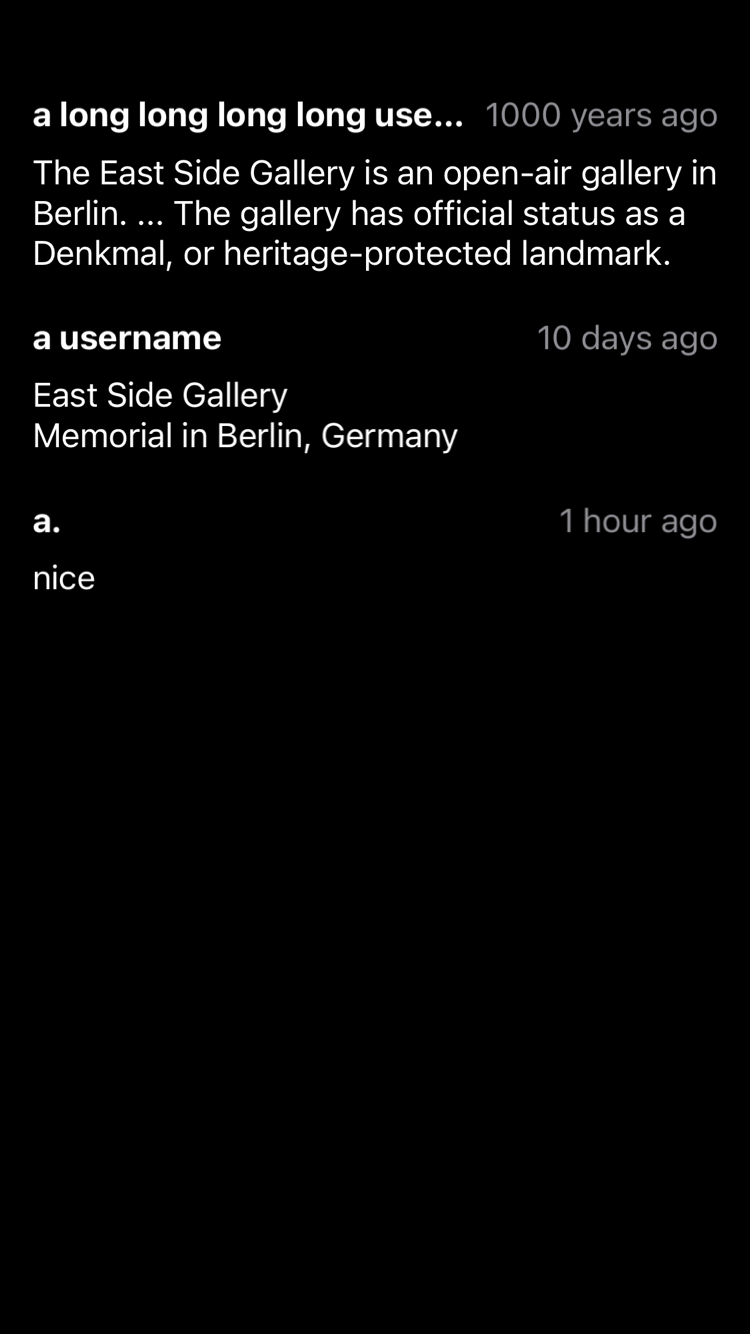 a long long long long use... 1000 years ago
The East Side Gallery is an open-air gallery in
Berlin. ... The gallery has official status as a
Denkmal, or heritage-protected landmark.
a username 10 days ago
East Side Gallery
Memorial in Berlin, Germany
a. 1 hour ago
nice